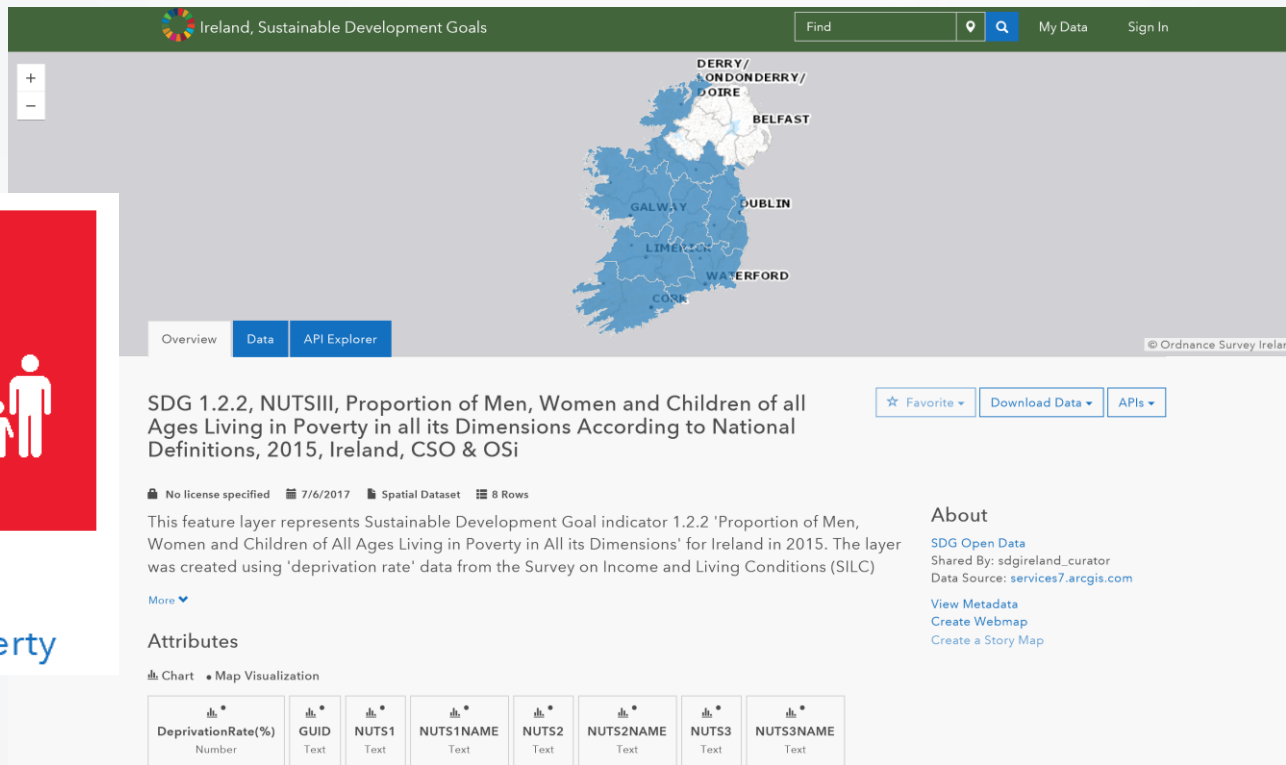 Ireland, Sustainable Development Goals
Find
My Data
Sign In
+
−
DERRY/
LONDONDERRY/
DOIRE
BELFAST
GALWAY
DUBLIN
LIMERICK
WATERFORD
CORK
Overview
Data
API Explorer
© Ordnance Survey Irelan
SDG 1.2.2, NUTSIII, Proportion of Men, Women and Children of all
Ages Living in Poverty in all its Dimensions According to National
Definitions, 2015, Ireland, CSO & OSi
Favorite
Download Data
APIs
No license specified 7/6/2017 Spatial Dataset 8 Rows
This feature layer represents Sustainable Development Goal indicator 1.2.2 'Proportion of Men,
Women and Children of All Ages Living in Poverty in All its Dimensions' for Ireland in 2015. The layer
was created using 'deprivation rate' data from the Survey on Income and Living Conditions (SILC)
More
About
SDG Open Data
Shared By: sdgireland_curator
Data Source: services7.arcgis.com
View Metadata
Create Webmap
Create a Story Map
erty
Attributes
Chart • Map Visualization
DeprivationRate(%)
Number
GUID
Text
NUTS1
Text
NUTS1NAME
Text
NUTS2
Text
NUTS2NAME
Text
NUTS3
Text
NUTS3NAME
Text